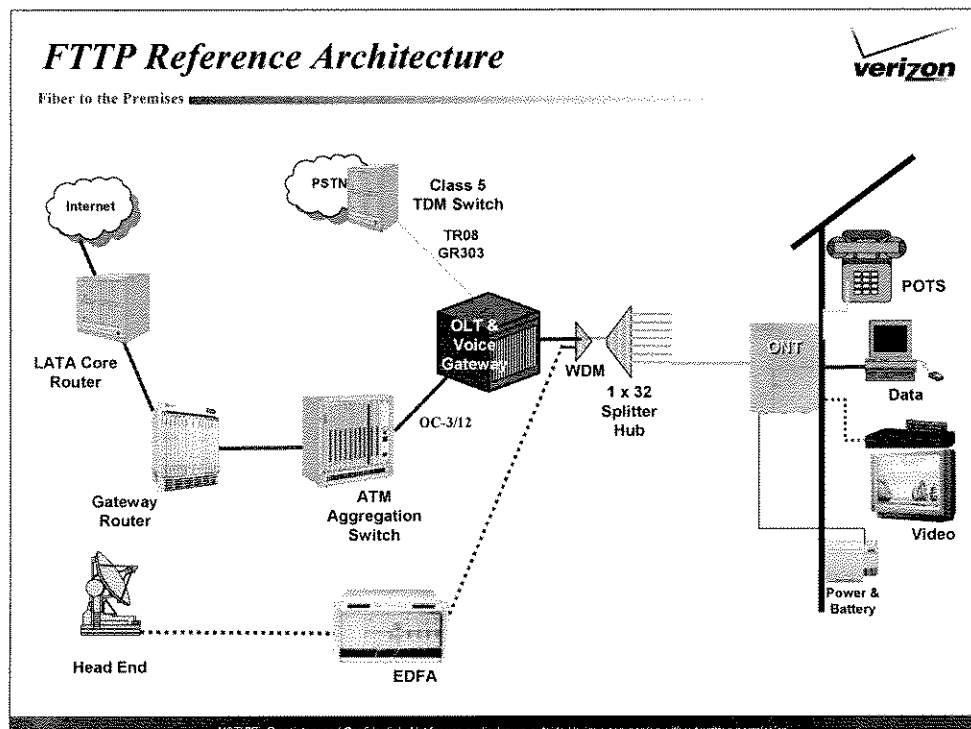 FTTP Reference Architecture
verizon
Fiber to the Premises
Internet
PSTN
Class 5
TDM Switch
TR08
GR303
LATA Core
Router
OLT &
Voice
Gateway
WDM
1 x 32
Splitter
Hub
ONT
POTS
Data
Video
Power &
Battery
OC-3/12
Gateway
Router
ATM
Aggregation
Switch
Head End
EDFA